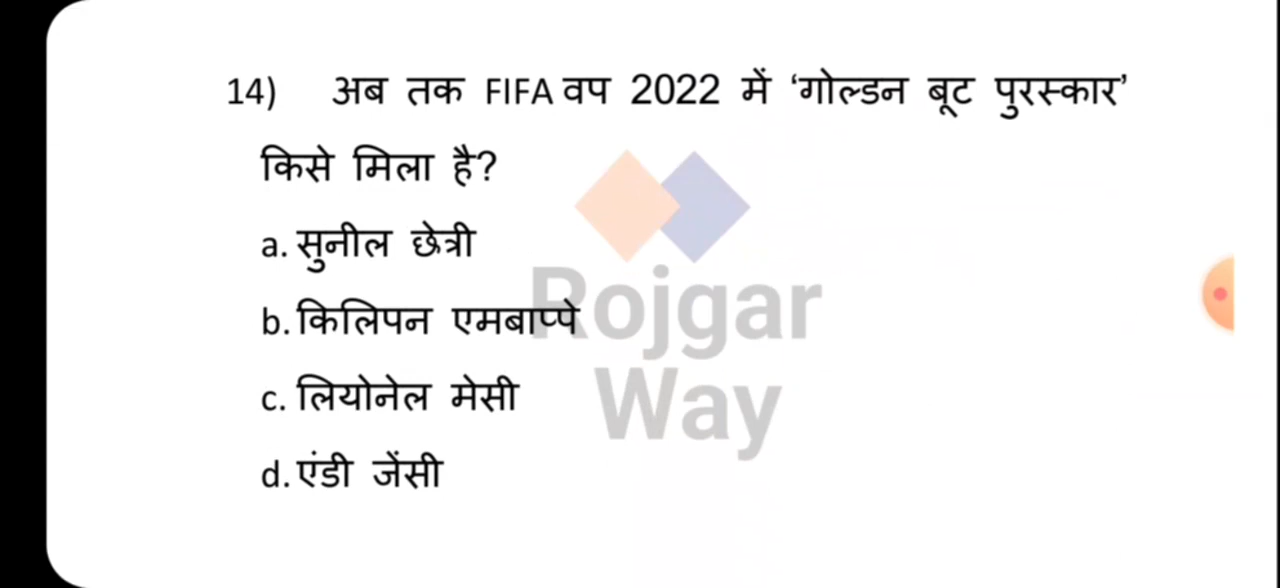 14) अब तक FIFA वप 2022 में ‘गोल्डन बूट पुरस्कार’
किसे मिला है?
a. सुनील छेत्री
b. किलिपन एमबाप्पे
c. लियोनेल मेसी
d. एंडी जेंसी
Rojgar
Way